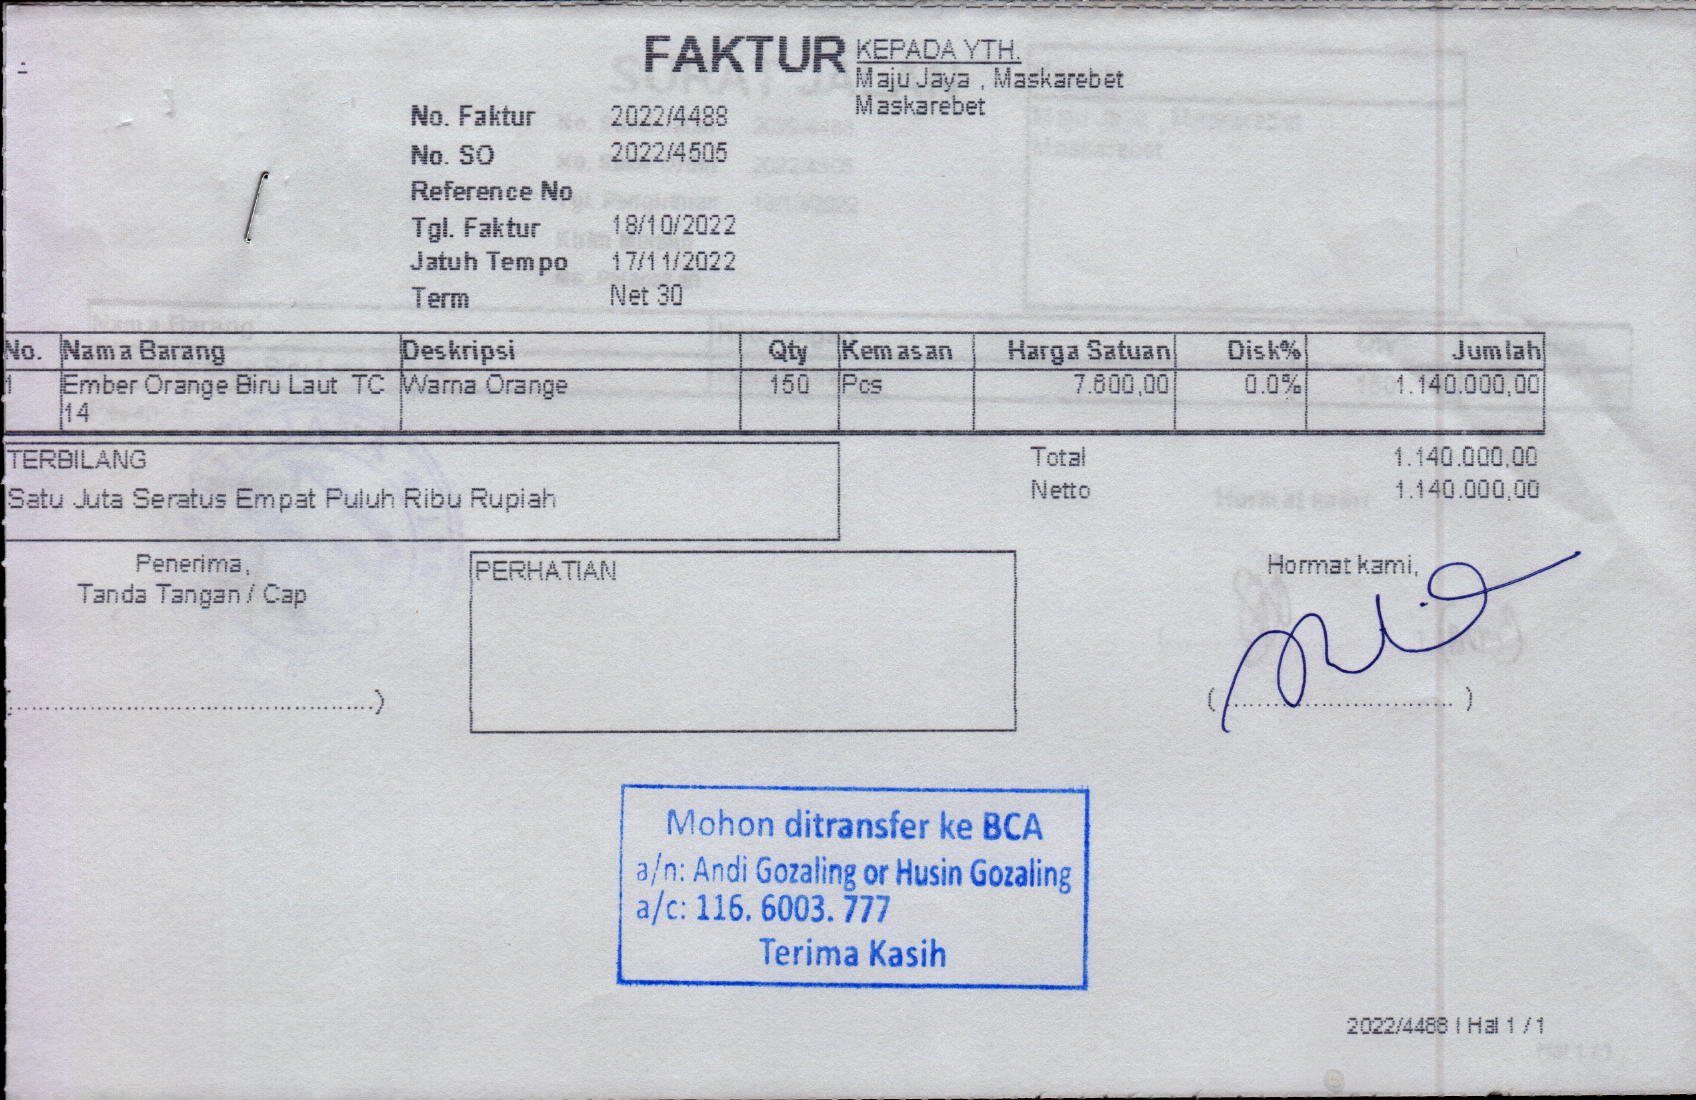 FAKTUR
KEPADA YTH.
Maju Jaya , Maskarebet
Maskarebet
No. Faktur 2022/4488
No. SO 2022/4505
Reference No
Tgl. Faktur 18/10/2022
Jatuh Tempo 17/11/2022
Term Net 30
No. Nama Barang Deskripsi Qty Kemasan Harga Satuan Disk% Jumlah
1 Ember Orange Biru Laut TC Warna Orange 150 Pcs 7.600,00 0.0% 1.140.000,00
14
TERBILANG
Satu Juta Seratus Empat Puluh Ribu Rupiah
Total 1.140.000,00
Netto 1.140.000,00
Penerima,
Tanda Tangan / Cap
PERHATIAN
Hormat kami,
Mohon ditransfer ke BCA
a/n: Andi Gozaling or Husin Gozaling
a/c: 116. 6003. 777
Terima Kasih
2022/4488 | Hal 1 / 1